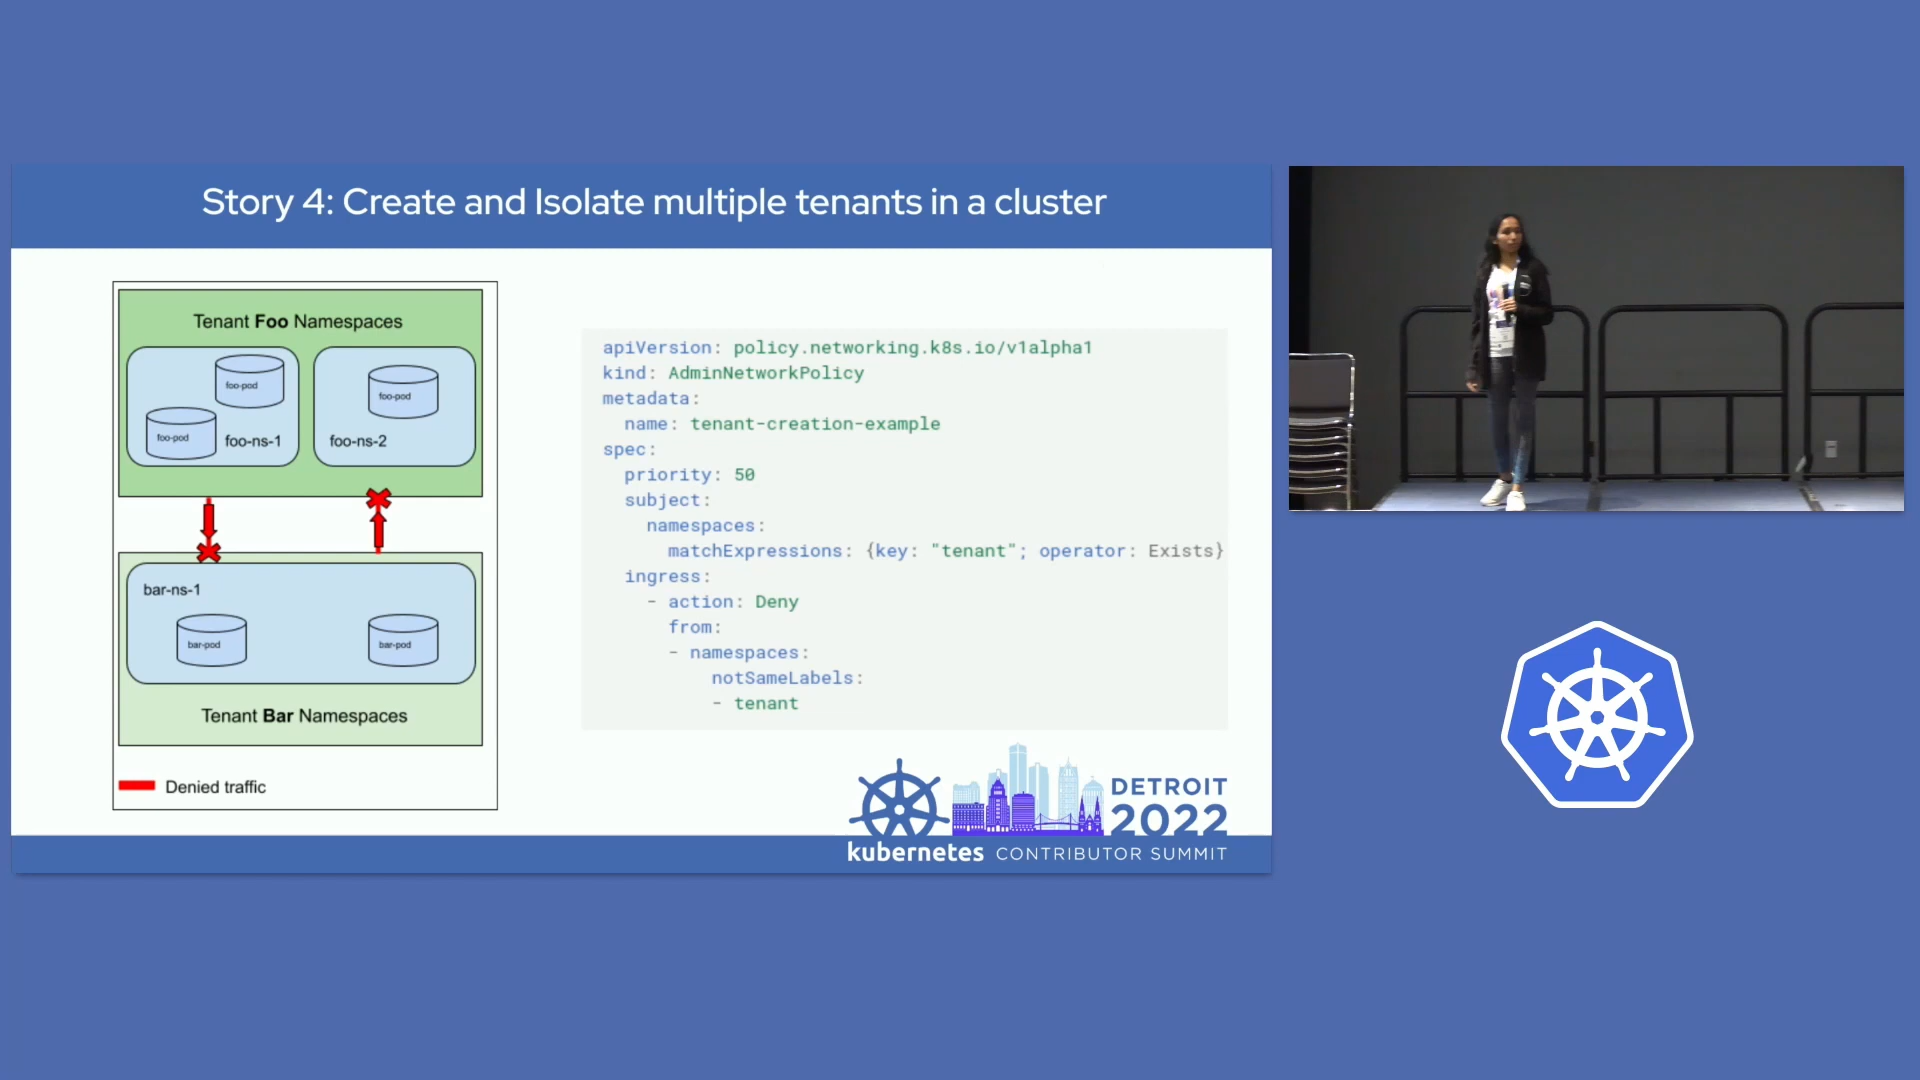 Story 4: Create and Isolate multiple tenants in a cluster
Tenant Foo Namespaces
foo-pod
foo-pod
foo-ns-1
foo-pod
foo-ns-2
bar-ns-1
bar-pod
bar-pod
Tenant Bar Namespaces
Denied traffic
apiVersion: policy.networking.k8s.io/v1alpha1
kind: AdminNetworkPolicy
metadata:
name: tenant-creation-example
spec:
priority: 50
subject:
namespaces:
matchExpressions: {key: "tenant"; operator: Exists}
ingress:
- action: Deny
from:
- namespaces:
notSameLabels:
- tenant
DETROIT
2022
kubernetes CONTRIBUTOR SUMMIT